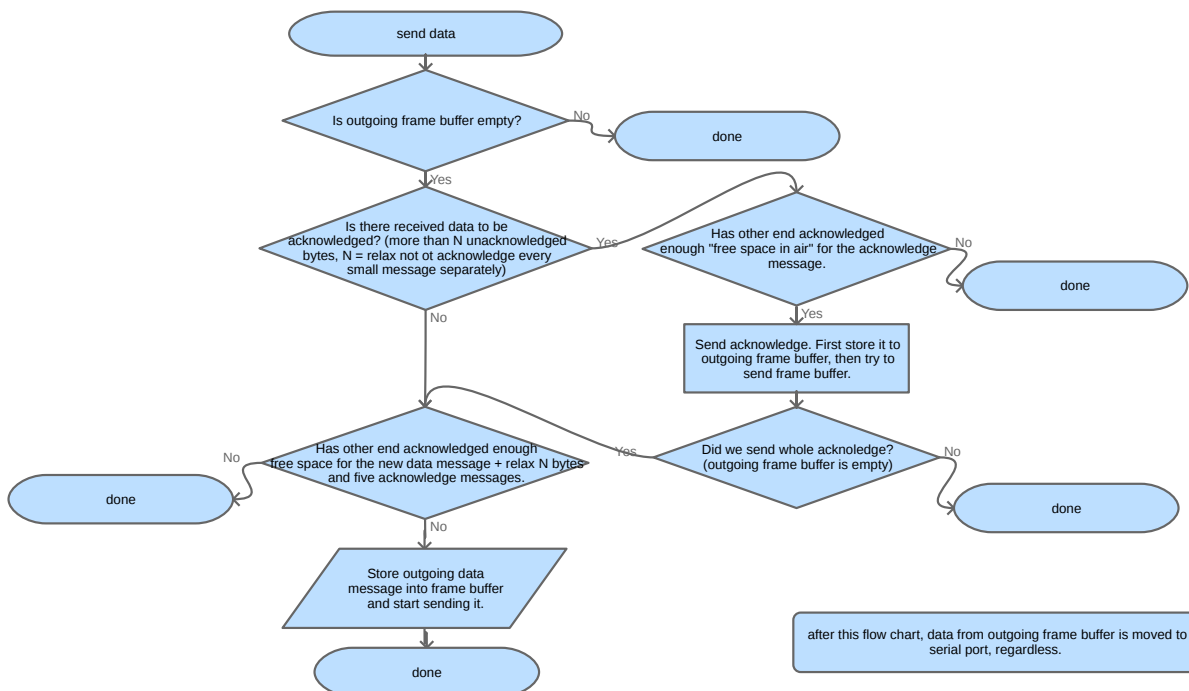 send data
Is outgoing frame buffer empty?
No
done
Yes
Is there received data to be
acknowledged? (more than N unacknowledged
bytes, N = relax not ot acknowledge every
small message separately)
Yes
Has other end acknowledged
enough "free space in air" for the acknowledge
message.
No
done
Yes
No
Send acknowledge. First store it to
outgoing frame buffer, then try to
send frame buffer.
Has other end acknowledged enough
free space for the new data message + relax N bytes
and five acknowledge messages.
Yes
Did we send whole acknoledge?
(outgoing frame buffer is empty)
No
No
done
done
No
Store outgoing data
message into frame buffer
and start sending it.
done
after this flow chart, data from outgoing frame buffer is moved to
serial port, regardless.